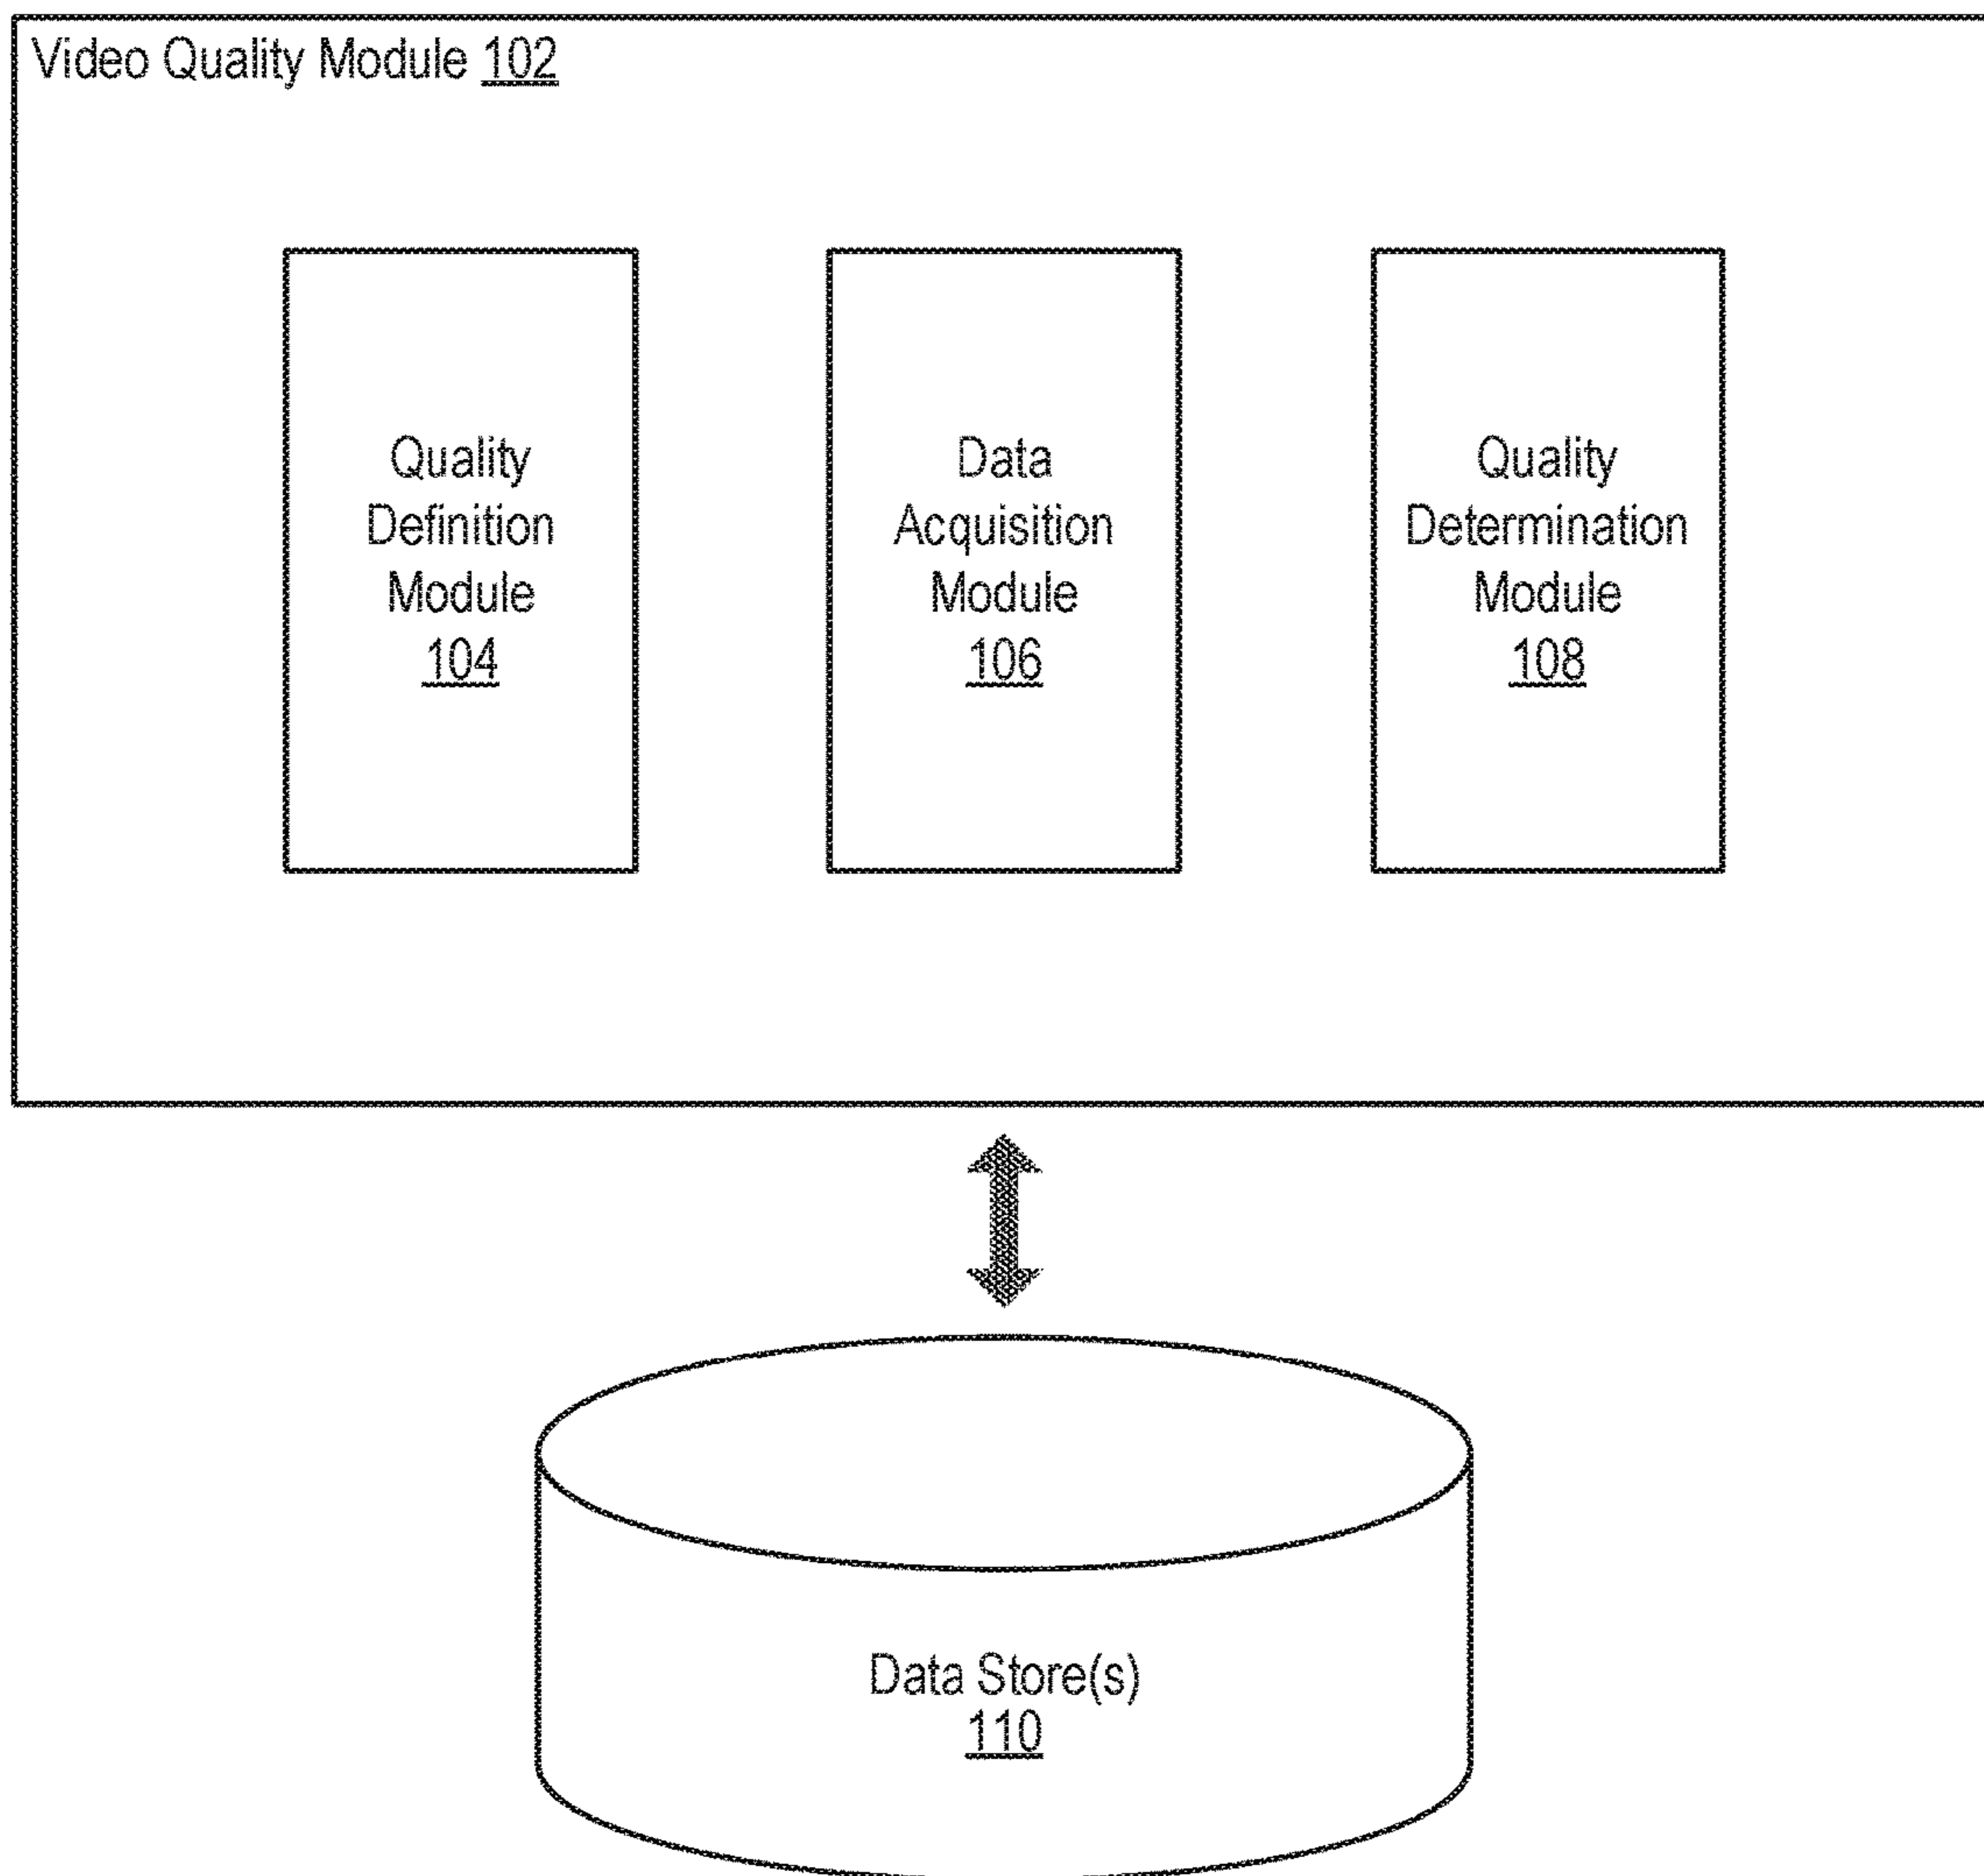 Video Quality Module 102
Quality
Definition
Module
104
Data
Acquisition
Module
106
Quality
Determination
Module
108
Data Store(s)
110